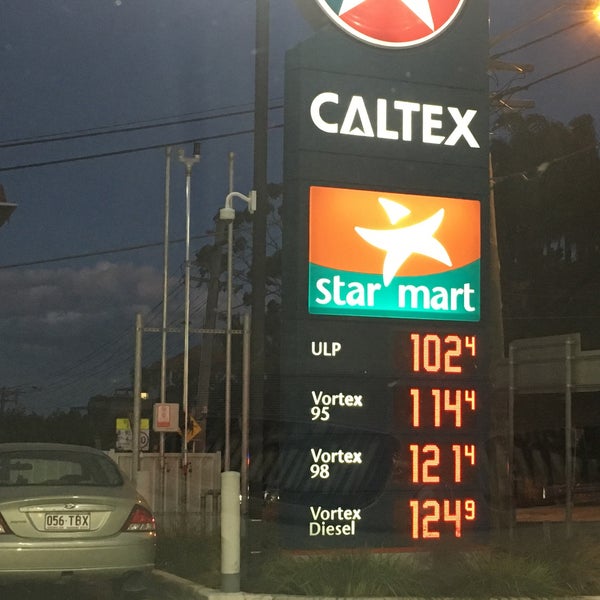 CALTEX
star mart
ULP 102⁴
Vortex 95 114⁴
Vortex 98 121⁴
Vortex Diesel 124⁹
056·TBX